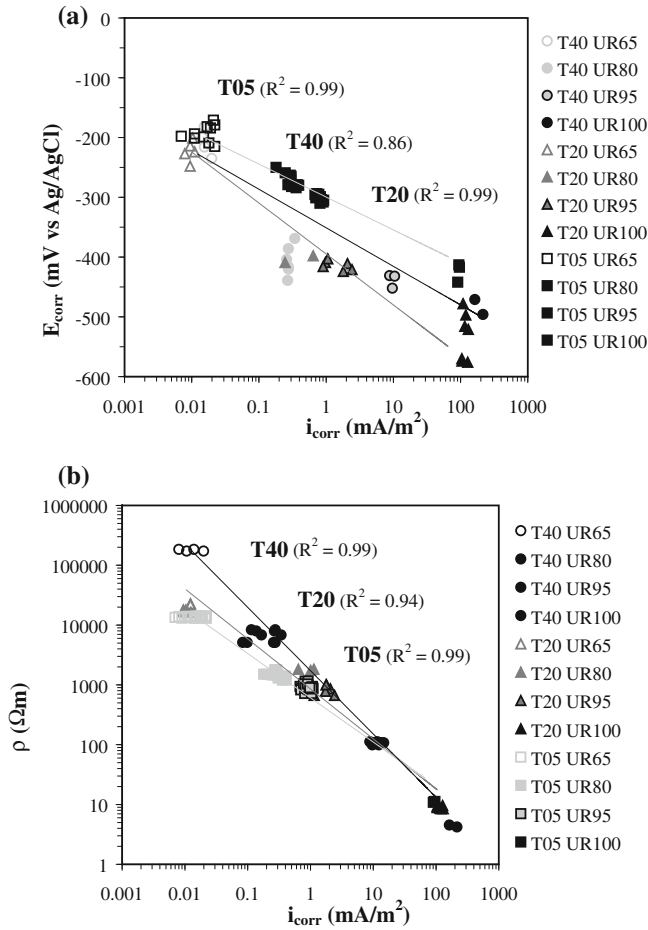 (a)
0
-100
-200
-300
-400
-500
-600
E_corr (mV vs Ag/AgCl)
T05 (R² = 0.99)
T40 (R² = 0.86)
T20 (R² = 0.99)
0.001 0.01 0.1 1 10 100 1000
i_corr (mA/m²)
T40 UR65
T40 UR80
T40 UR95
T40 UR100
T20 UR65
T20 UR80
T20 UR95
T20 UR100
T05 UR65
T05 UR80
T05 UR95
T05 UR100
(b)
1000000
100000
10000
1000
100
10
1
ρ (Ωm)
T40 (R² = 0.99)
T20 (R² = 0.94)
T05 (R² = 0.99)
0.001 0.01 0.1 1 10 100 1000
i_corr (mA/m²)
T40 UR65
T40 UR80
T40 UR95
T40 UR100
T20 UR65
T20 UR80
T20 UR95
T20 UR100
T05 UR65
T05 UR80
T05 UR95
T05 UR100